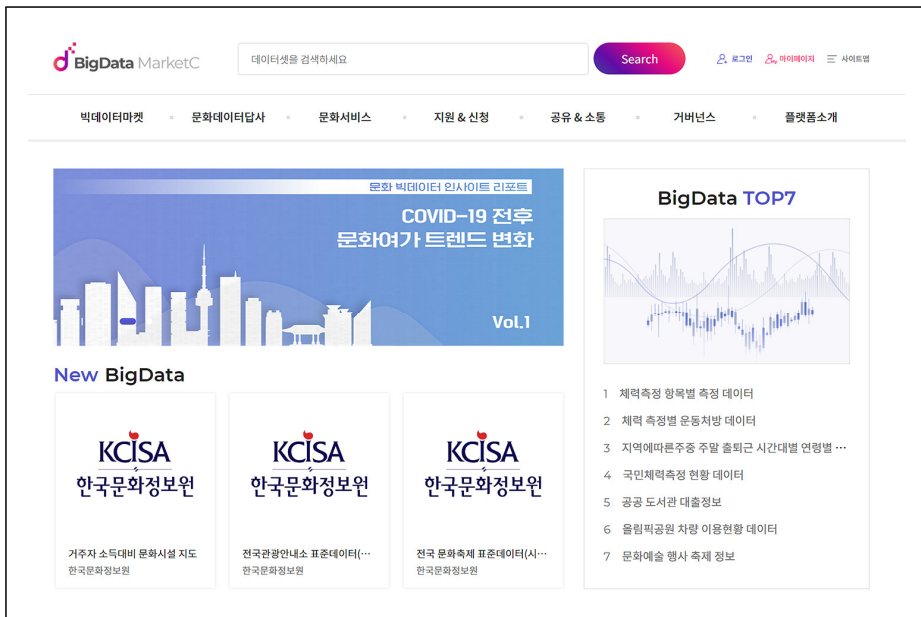 BigData MarketC
데이터셋을 검색하세요
Search
로그인
마이페이지
사이트맵
빅데이터마켓
문화데이터답사
문화서비스
지원 & 신청
공유 & 소통
거버넌스
플랫폼소개
문화 빅데이터 인사이트 리포트
COVID-19 전후
문화여가 트렌드 변화
Vol.1
New BigData
KCISA
한국문화정보원
거주자 소득대비 문화시설 지도
한국문화정보원
KCISA
한국문화정보원
전국관광안내소 표준데이터(…
한국문화정보원
KCISA
한국문화정보원
전국 문화축제 표준데이터(시…
한국문화정보원
BigData TOP7
1 체력측정 항목별 측정 데이터
2 체력 측정별 운동처방 데이터
3 지역에따른주중 주말 출퇴근 시간대별 연령별 …
4 국민체력측정 현황 데이터
5 공공 도서관 대출정보
6 올림픽공원 차량 이용현황 데이터
7 문화예술 행사 축제 정보